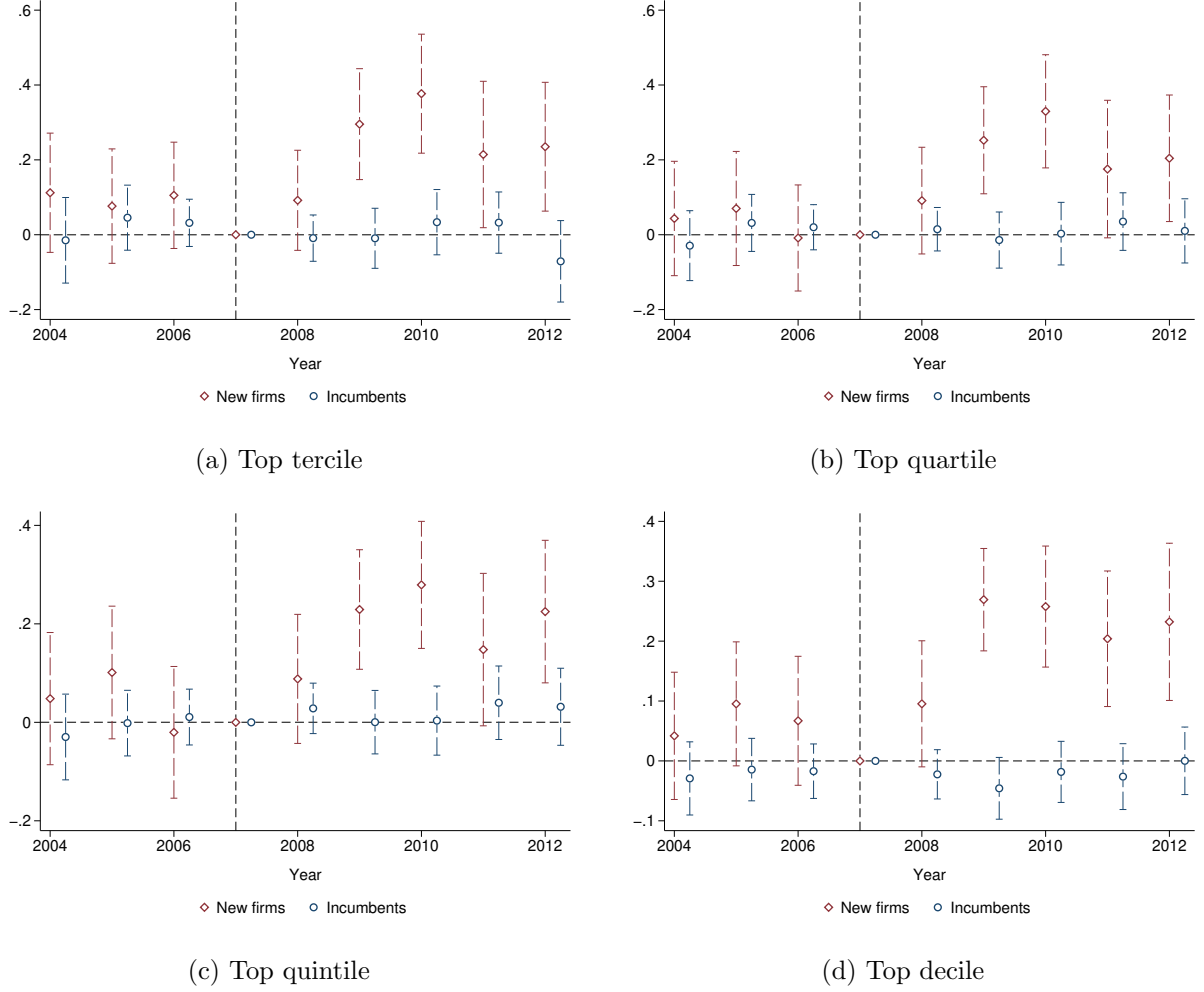 .6
.4
.2
0
−.2
2004 2006 2008 2010 2012
Year
New firms Incumbents
(a) Top tercile
.6
.4
.2
0
−.2
2004 2006 2008 2010 2012
Year
New firms Incumbents
(b) Top quartile
.4
.2
0
−.2
2004 2006 2008 2010 2012
Year
New firms Incumbents
(c) Top quintile
.4
.3
.2
.1
0
−.1
2004 2006 2008 2010 2012
Year
New firms Incumbents
(d) Top decile